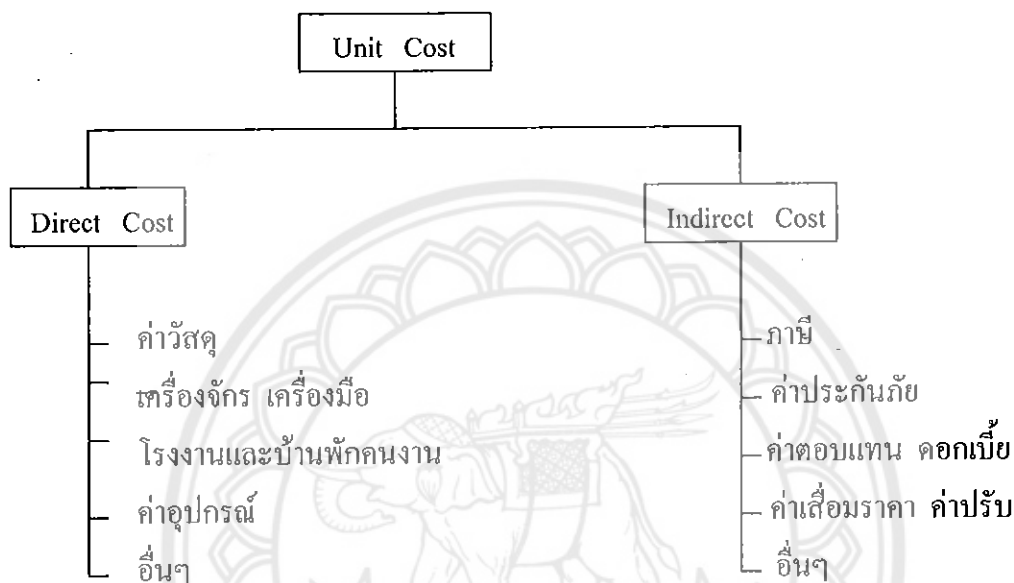 Unit Cost
Direct Cost
ค่าวัสดุ
เครื่องจักร เครื่องมือ
โรงงานและบ้านพักคนงาน
ค่าอุปกรณ์
อื่นๆ
Indirect Cost
ภาษี
ค่าประกันภัย
ค่าตอบแทน ดอกเบี้ย
ค่าเสื่อมราคา ค่าปรับ
อื่นๆ